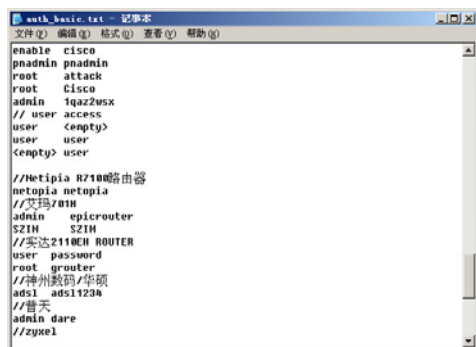 auth_basic.txt - 记事本
文件(F) 编辑(E) 格式(O) 查看(V) 帮助(H)
enable cisco
pnadmin pnadmin
root attack
root Cisco
admin 1qaz2wsx
// user access
user <empty>
user user
<empty> user
//Netipia R7100路由器
netopia netopia
//艾玛701H
admin epicrouter
SZIM SZIM
//实达2110EH ROUTER
user password
root grouter
//神州数码/华硕
adsl adsl1234
//普天
admin dare
//zyxel